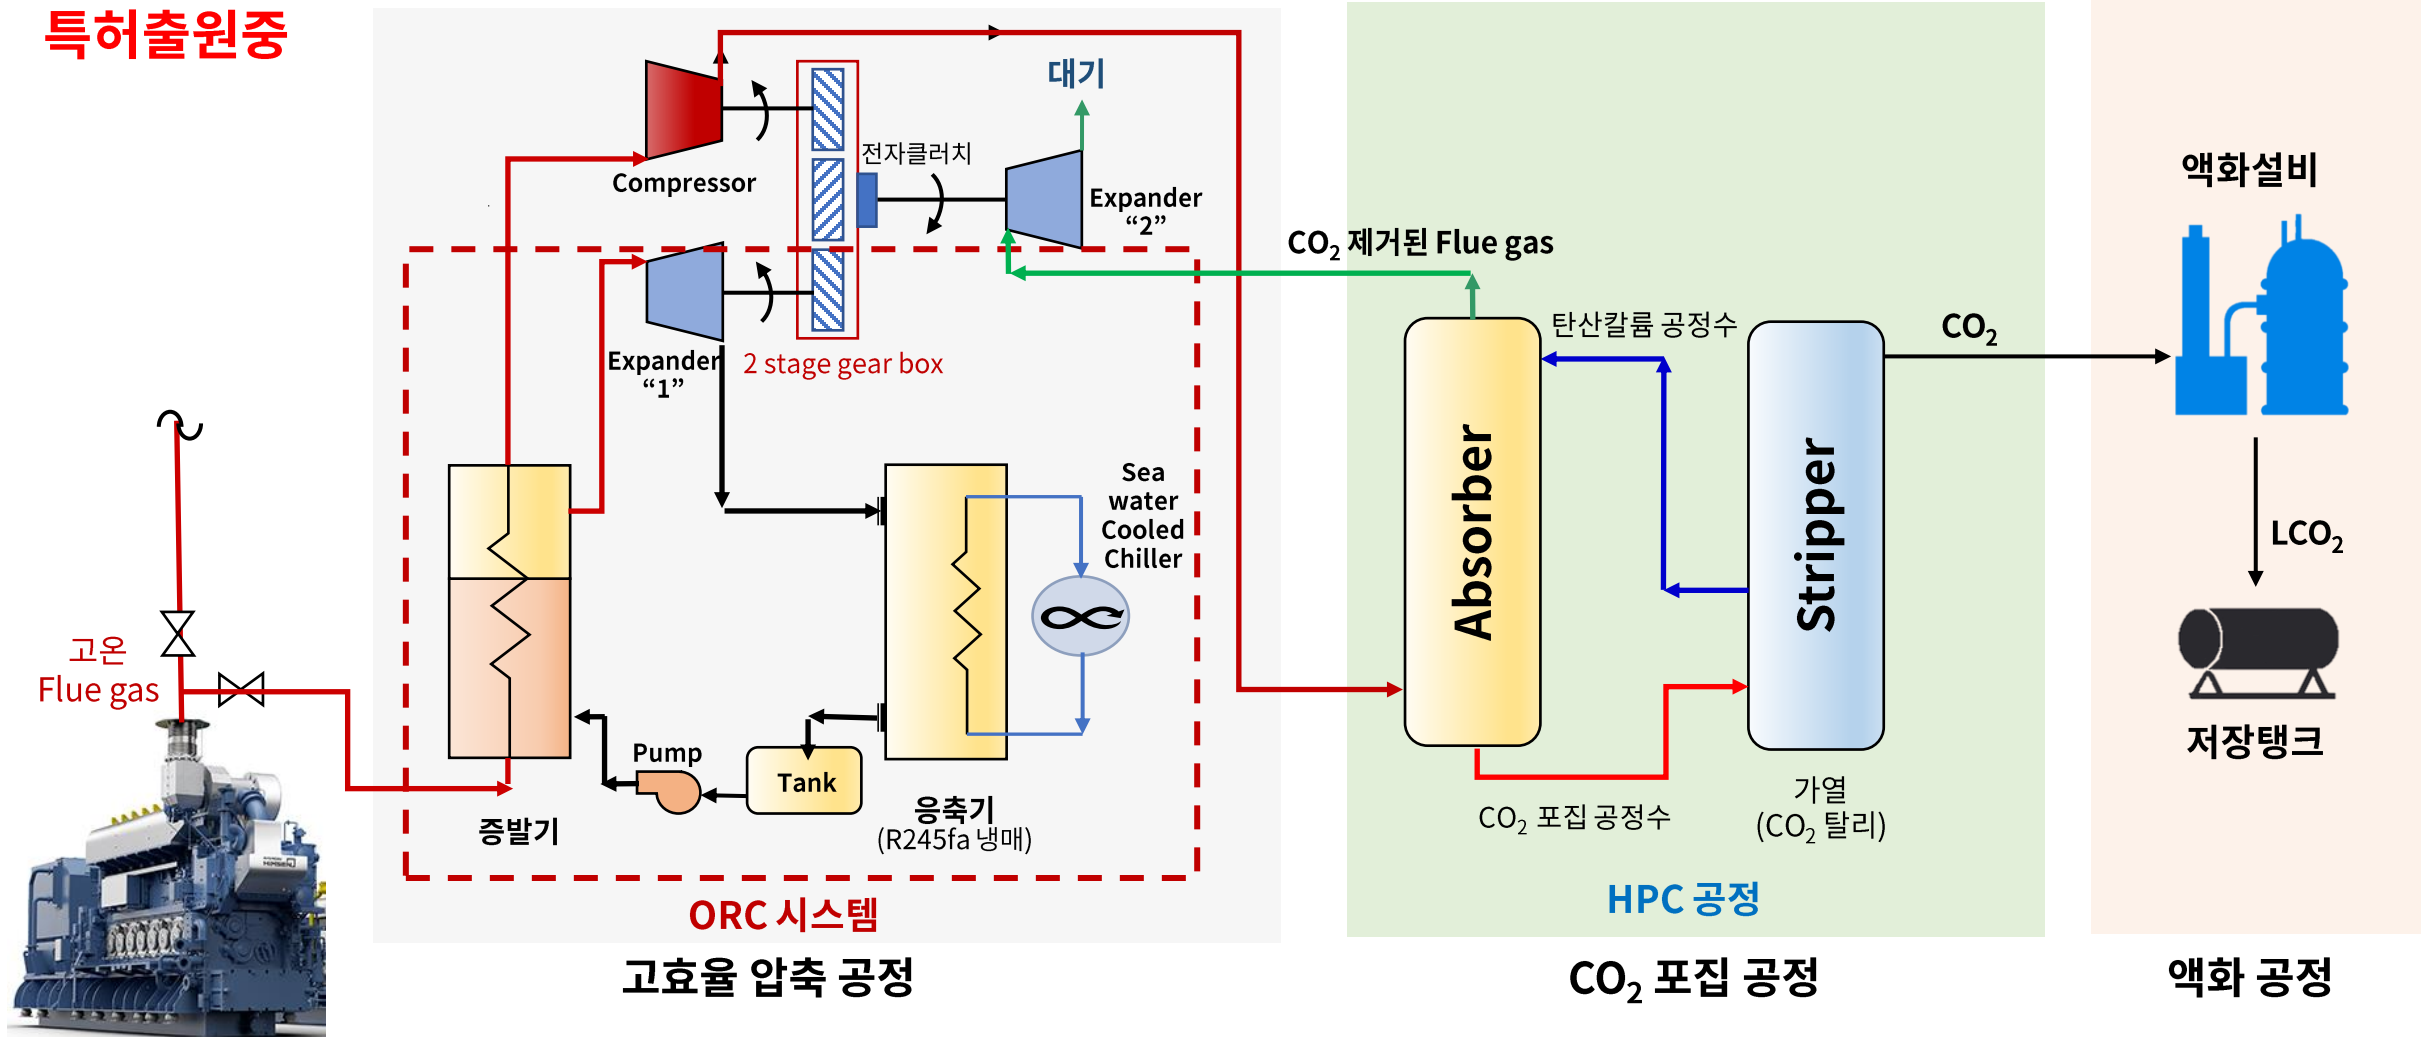 특허출원중
대기
전자클러치
Compressor
Expander
“2”
액화설비
CO₂ 제거된 Flue gas
탄산칼륨 공정수
CO₂
Expander
“1”
2 stage gear box
Absorber
Stripper
Sea
water
Cooled
Chiller
LCO₂
고온
Flue gas
저장탱크
Pump
Tank
증발기
응축기
(R245fa 냉매)
CO₂ 포집 공정수
가열
(CO₂ 탈리)
HiMSEN
ORC 시스템
HPC 공정
고효율 압축 공정
CO₂ 포집 공정
액화 공정